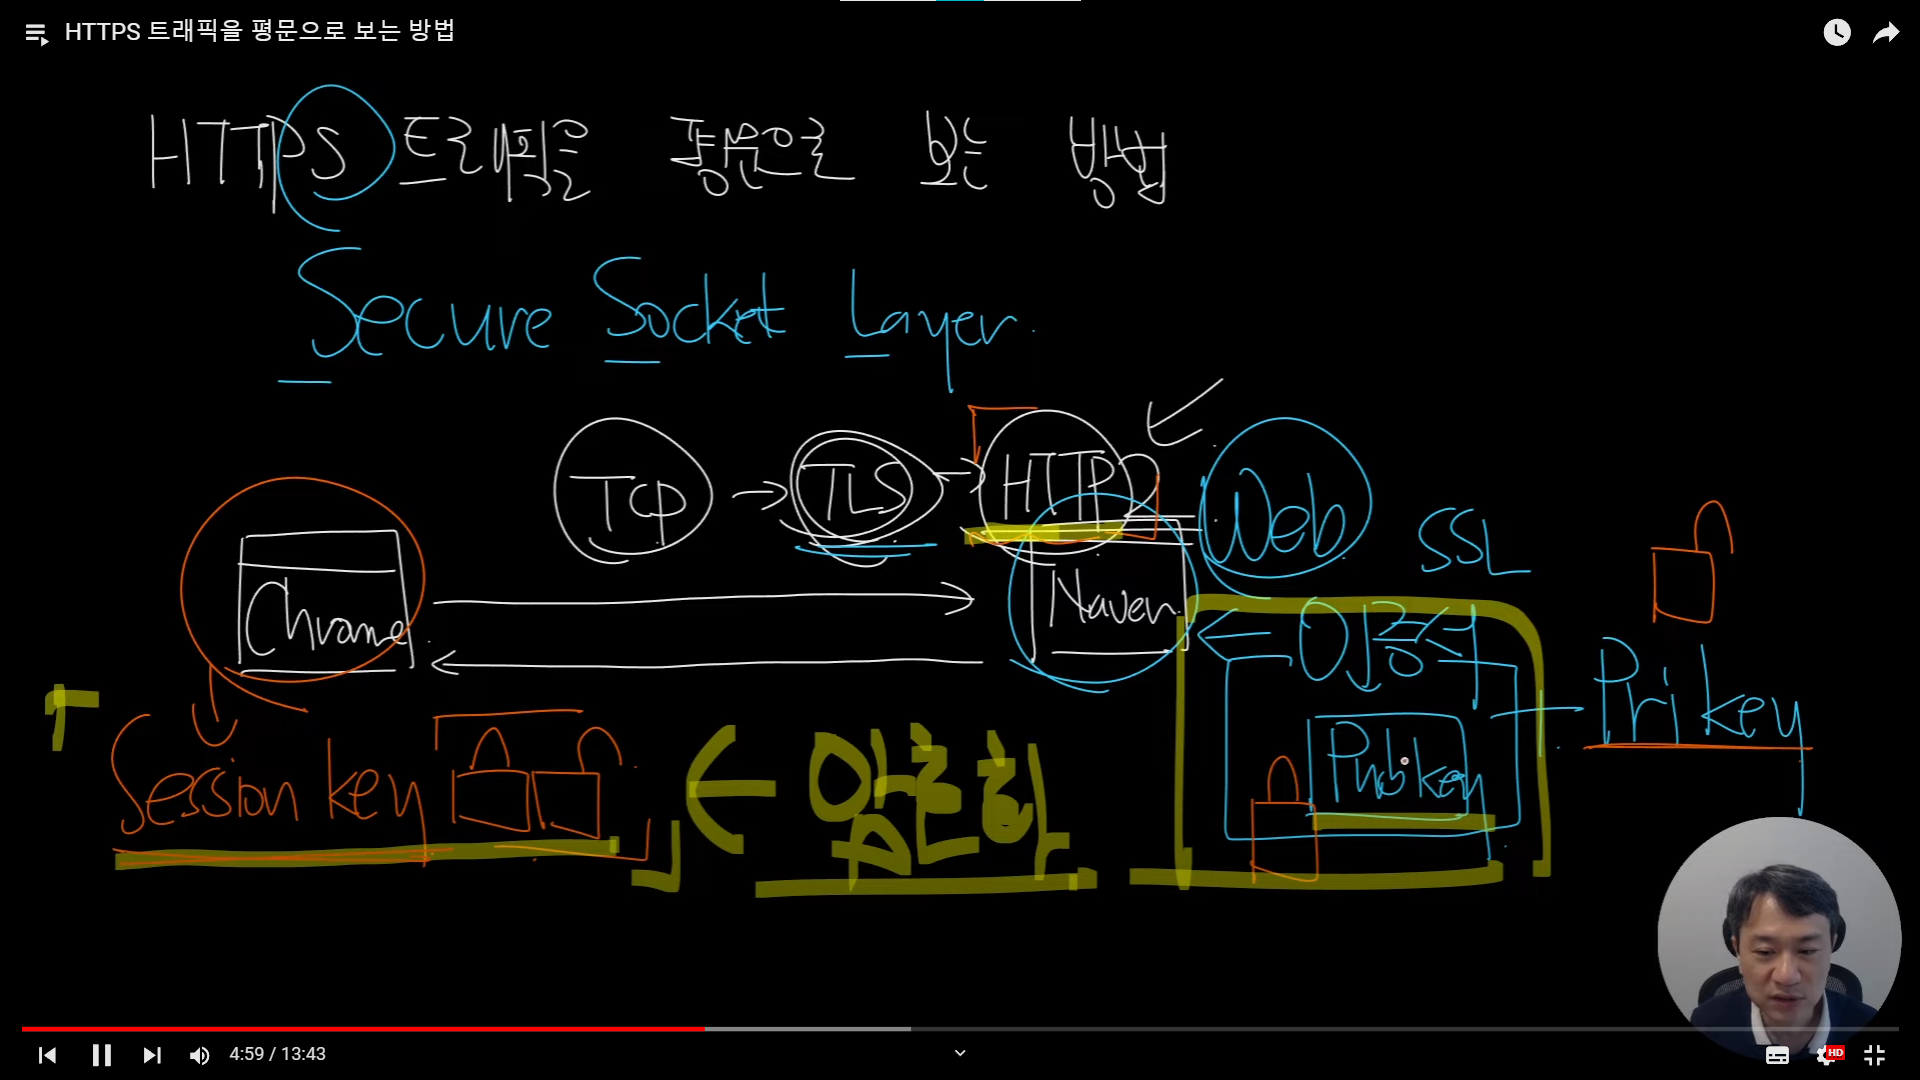 HTTPS 트래픽을 평문으로 보는 방법
HTTPS 트래픽을 평문으로 보는 방법
Secure Socket Layer.
TCP → TLS → HTTP2
Web
SSL
Chrome
Naver
인증서
Pri key
Session key
← 암호화
Pub key
4:59 / 13:43
HD